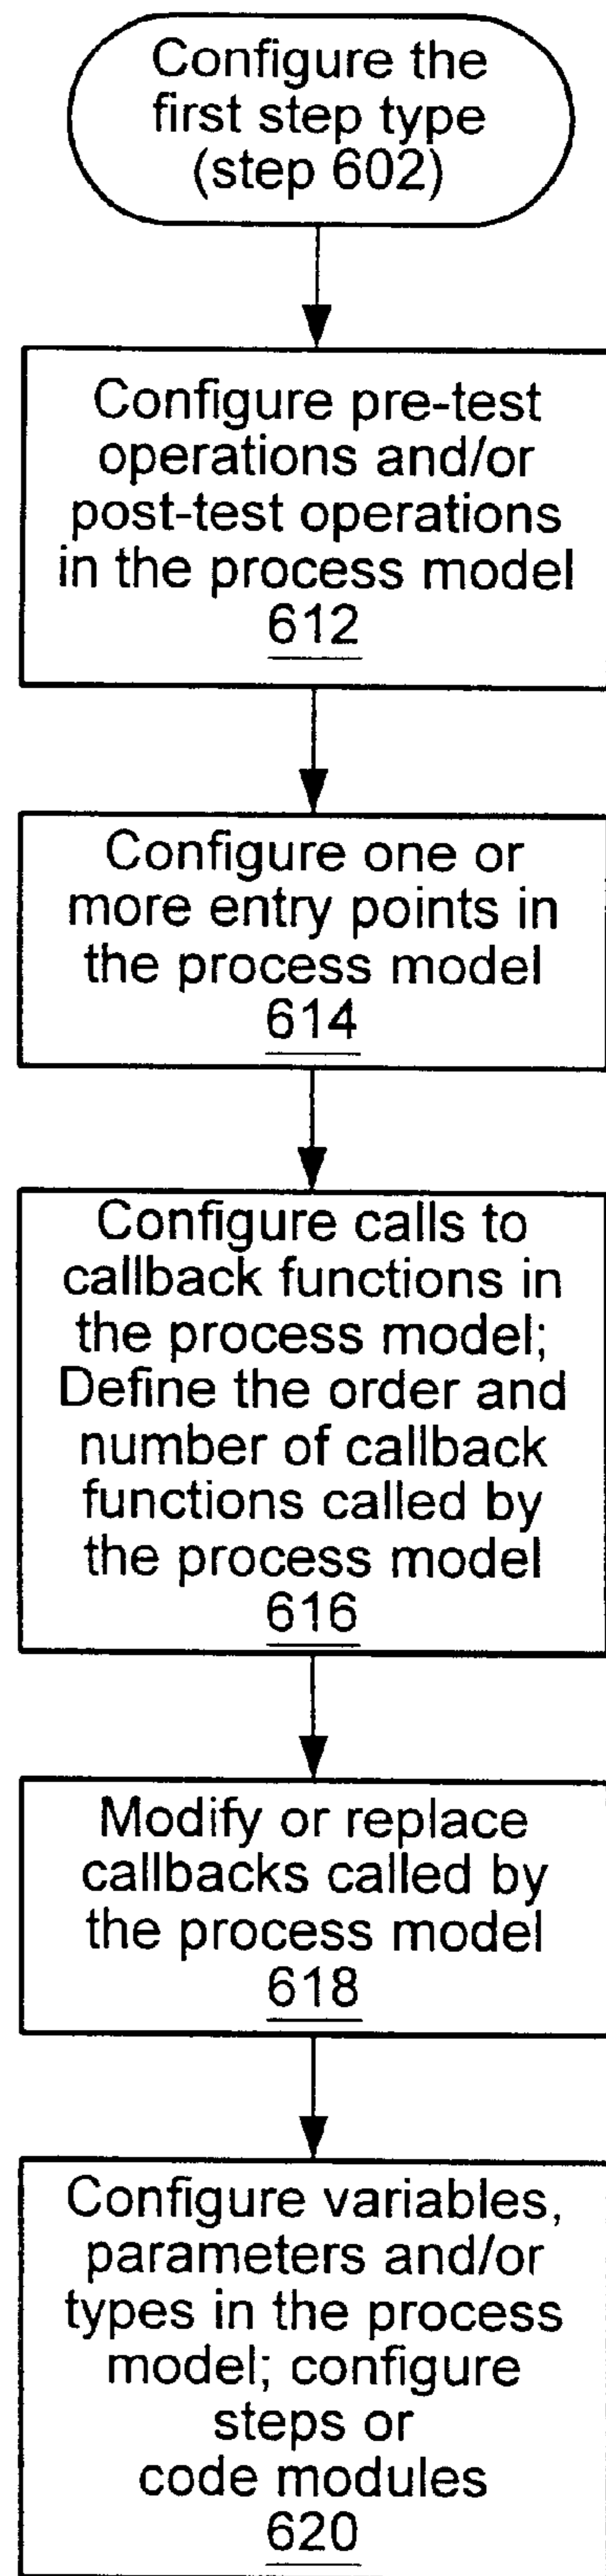 Configure the
first step type
(step 602)
Configure pre-test
operations and/or
post-test operations
in the process model
612
Configure one or
more entry points in
the process model
614
Configure calls to
callback functions in
the process model;
Define the order and
number of callback
functions called by
the process model
616
Modify or replace
callbacks called by
the process model
618
Configure variables,
parameters and/or
types in the process
model; configure
steps or
code modules
620